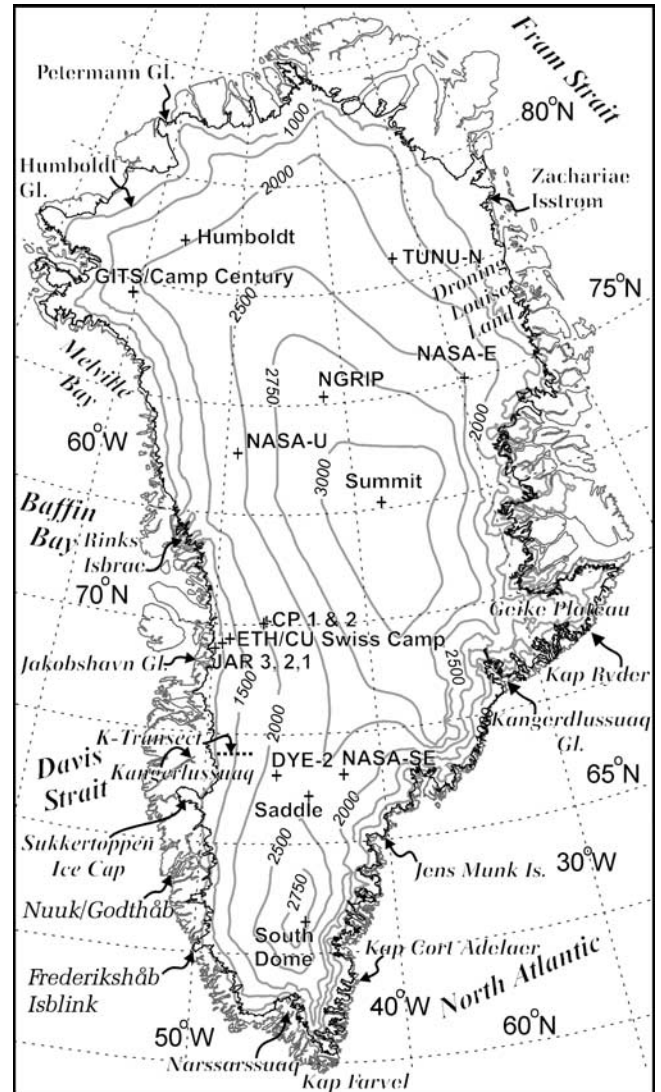 Fram Strait
Petermann Gl.
80°N
1000
Humboldt
Gl.
2000
Zachariae
Isstrøm
Humboldt
TUNU-N
GITS/Camp Century
Droning
Louise
Land
75°N
2500
Melville
Bay
NASA-E
2750
NGRIP
2000
60°W
NASA-U
3000
Summit
Baffin
Bay
Rinks
Isbrae
70°N
CP 1 & 2
Geike Plateau
ETH/CU Swiss Camp
JAR 3, 2,1
Jakobshavn Gl.
2500
Kap Ryder
1500
Kangerdlussuaq
Gl.
K-Transect
2000
Kangerlussuaq
Davis
Strait
DYE-2
NASA-SE
65°N
Saddle
2000
Sukkertoppen
Ice Cap
2500
Jens Munk Is.
30°W
Nuuk/Godthåb
2750
South
Dome
Kap Cort Adelaer
Frederikshåb
Isblink
North Atlantic
40°W
50°W
60°N
Narssarssuaq
Kap Farvel